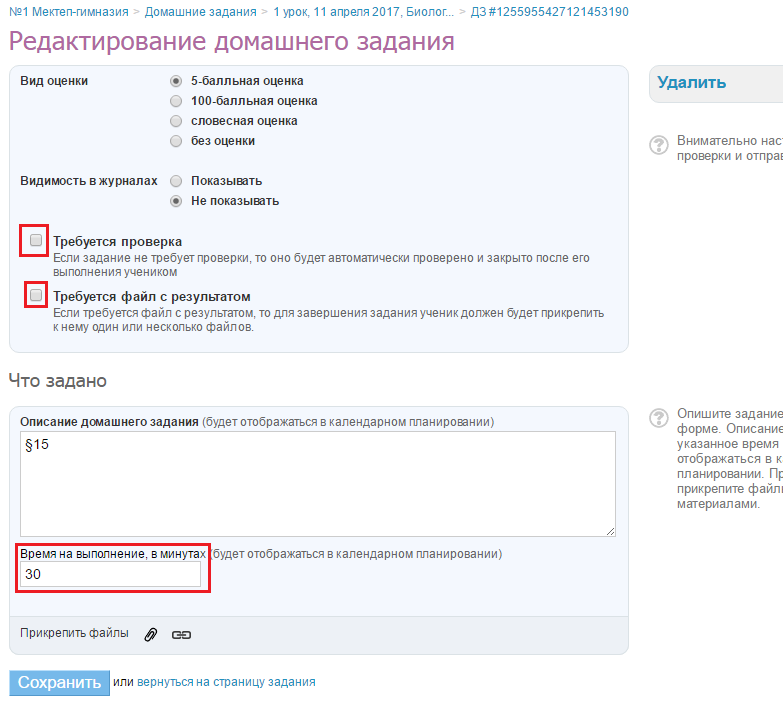 №1 Мектеп-гимназия > Домашние задания > 1 урок, 11 апреля 2017, Биолог... > ДЗ #1255955427121453190
Редактирование домашнего задания
Вид оценки
5-балльная оценка
100-балльная оценка
словесная оценка
без оценки
Видимость в журналах
Показывать
Не показывать
Требуется проверка
Если задание не требует проверки, то оно будет автоматически проверено и закрыто после его
выполнения учеником
Требуется файл с результатом
Если требуется файл с результатом, то для завершения задания ученик должен будет прикрепить
к нему один или несколько файлов.
Удалить
Внимательно наст
проверки и отправ
Что задано
Описание домашнего задания (будет отображаться в календарном планировании)
§15
Время на выполнение, в минутах (будет отображаться в календарном планировании)
30
Прикрепить файлы
Опишите задание
форме. Описание
указанное время
отображаться в к
планировании. Пр
прикрепите файлы
материалами.
Сохранить или вернуться на страницу задания